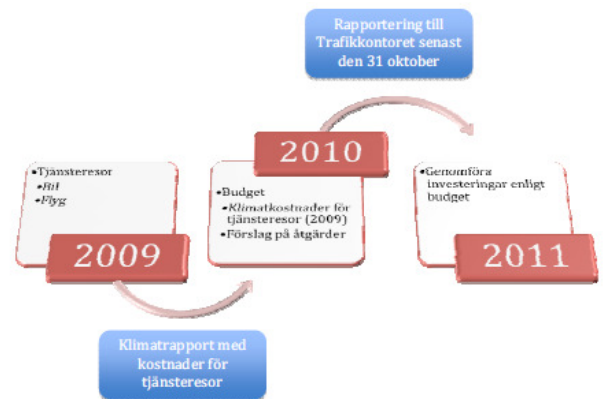 Rapportering till
Trafikkontoret senast
den 31 oktober
2010
•Tjänsteresor
•Bil
•Flyg
2009
•Budget
•Klimatkostnader för
tjänsteresor (2009)
•Förslag på åtgärder
•Genomföra
investeringar enligt
budget
2011
Klimatrapport med
kostnader för
tjänsteresor